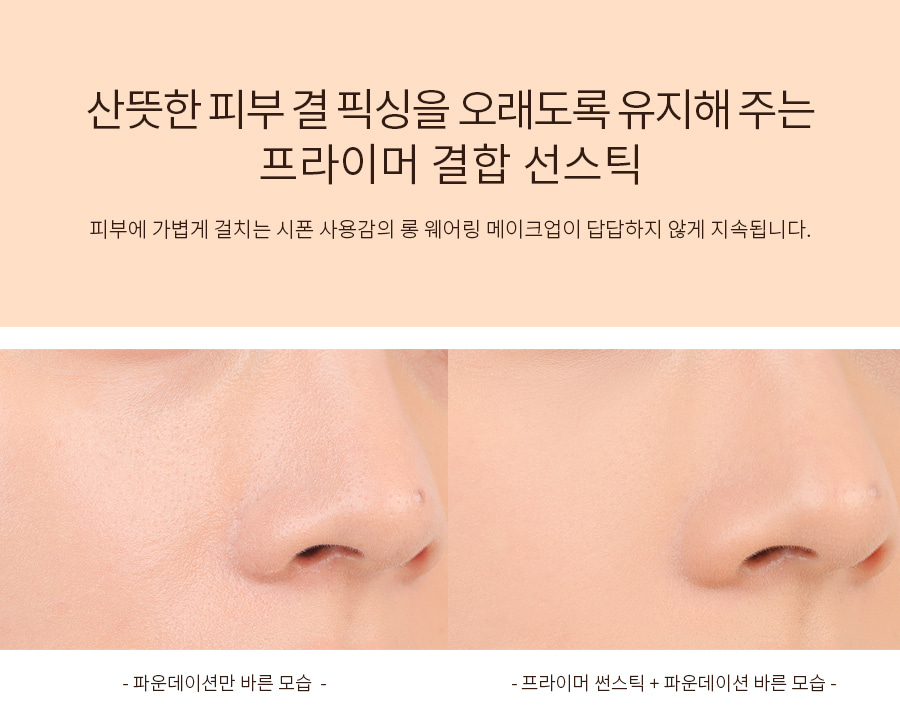 산뜻한 피부 결 픽싱을 오래도록 유지해 주는
프라이머 결합 선스틱
피부에 가볍게 걸치는 시폰 사용감의 롱 웨어링 메이크업이 답답하지 않게 지속됩니다.
- 파운데이션만 바른 모습 -
- 프라이머 썬스틱 + 파운데이션 바른 모습 -